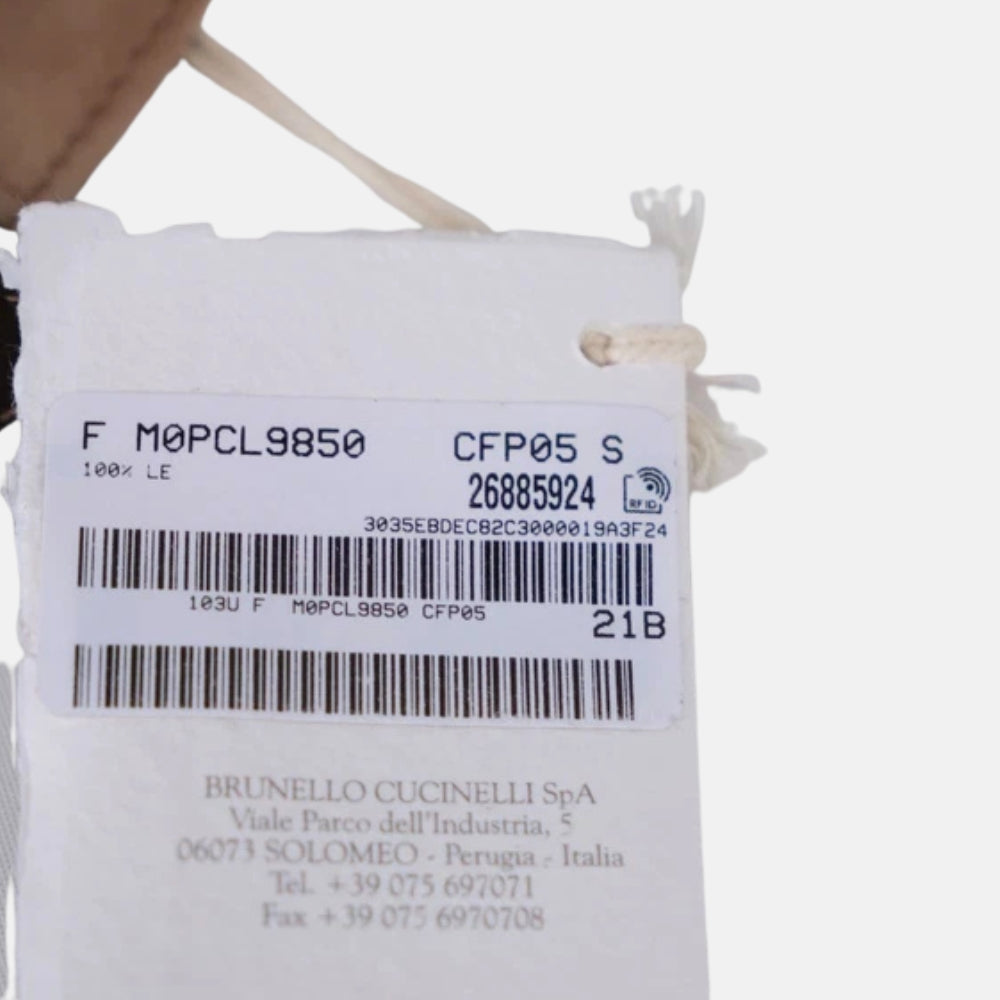 F M0PCL9850 CFP05 S
100% LE
26885924
RFID
3035EBDEC82C3000019A3F24
103U F M0PCL9850 CFP05
21B
BRUNELLO CUCINELLI SpA
Viale Parco dell'Industria, 5
06073 SOLOMEO - Perugia - Italia
Tel. +39 075 697071
Fax +39 075 6970708